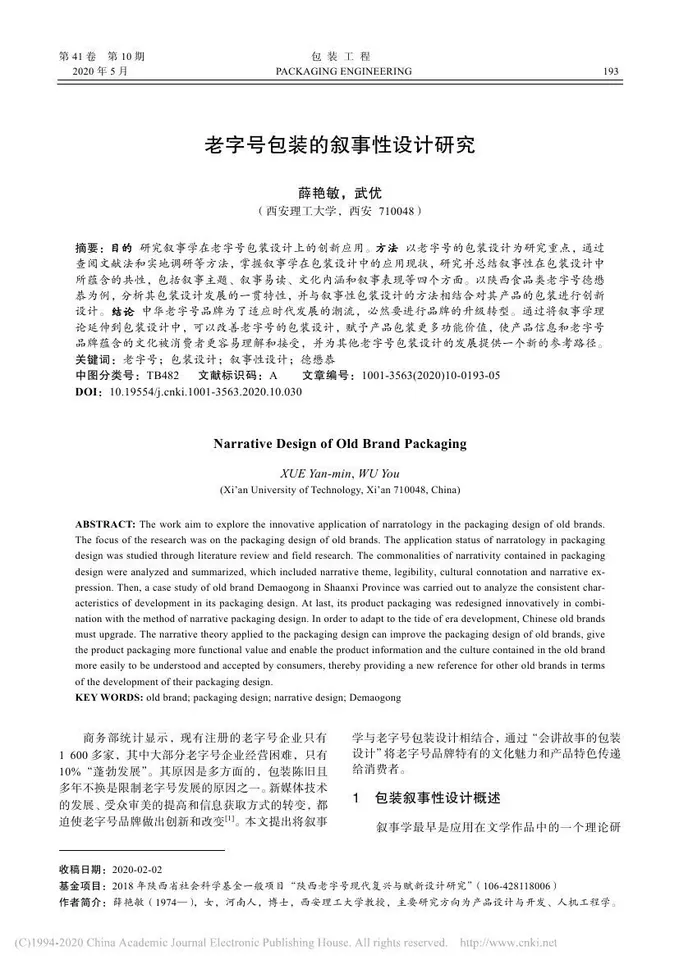 第 41 卷 第 10 期 包 装 工 程
2020 年 5 月 PACKAGING ENGINEERING 193
老字号包装的叙事性设计研究
薛艳敏，武优
（西安理工大学，西安 710048）
摘要：目的 研究叙事学在老字号包装设计上的创新应用。方法 以老字号的包装设计为研究重点，通过
查阅文献法和实地调研等方法，掌握叙事学在包装设计中的应用现状，研究并总结叙事性在包装设计中
所蕴含的共性，包括叙事主题、叙事易读、文化内涵和叙事表现等四个方面。以陕西食品类老字号德懋
恭为例，分析其包装设计发展的一贯特性，并与叙事性包装设计的方法相结合对其产品的包装进行创新
设计。结论 中华老字号品牌为了适应时代发展的潮流，必然要进行品牌的升级转型。通过将叙事学理
论延伸到包装设计中，可以改善老字号的包装设计，赋予产品包装更多功能价值，使产品信息和老字号
品牌蕴含的文化被消费者更容易理解和接受，并为其他老字号包装设计的发展提供一个新的参考路径。
关键词：老字号；包装设计；叙事性设计；德懋恭
中图分类号：TB482 文献标识码：A 文章编号：1001-3563(2020)10-0193-05
DOI：10.19554/j.cnki.1001-3563.2020.10.030
Narrative Design of Old Brand Packaging
XUE Yan-min, WU You
(Xi'an University of Technology, Xi'an 710048, China)
ABSTRACT: The work aim to explore the innovative application of narratology in the packaging design of old brands.
The focus of the research was on the packaging design of old brands. The application status of narratology in packaging
design was studied through literature review and field research. The commonalities of narrativity contained in packaging
design were analyzed and summarized, which included narrative theme, legibility, cultural connotation and narrative ex-
pression. Then, a case study of old brand Demaogong in Shaanxi Province was carried out to analyze the consistent char-
acteristics of development in its packaging design. At last, its product packaging was redesigned innovatively in combi-
nation with the method of narrative packaging design. In order to adapt to the tide of era development, Chinese old brands
must upgrade. The narrative theory applied to the packaging design can improve the packaging design of old brands, give
the product packaging more functional value and enable the product information and the culture contained in the old brand
more easily to be understood and accepted by consumers, thereby providing a new reference for other old brands in terms
of the development of their packaging design.
KEY WORDS: old brand; packaging design; narrative design; Demaogong
商务部统计显示，现有注册的老字号企业只有
1 600 多家，其中大部分老字号企业经营困难，只有
10%“蓬勃发展”。其原因是多方面的，包装陈旧且
多年不换是限制老字号发展的原因之一。新媒体技术
的发展、受众审美的提高和信息获取方式的转变，都
迫使老字号品牌做出创新和改变[1]。本文提出将叙事
学与老字号包装设计相结合，通过“会讲故事的包装
设计”将老字号品牌特有的文化魅力和产品特色传递
给消费者。
1 包装叙事性设计概述
叙事学最早是应用在文学作品中的一个理论研
收稿日期：2020-02-02
基金项目：2018 年陕西省社会科学基金一般项目“陕西老字号现代复兴与赋新设计研究”（106-428118006）
作者简介：薛艳敏（1974—），女，河南人，博士，西安理工大学教授，主要研究方向为产品设计与开发、人机工程学。
(C)1994-2020 China Academic Journal Electronic Publishing House. All rights reserved. http://www.cnki.net